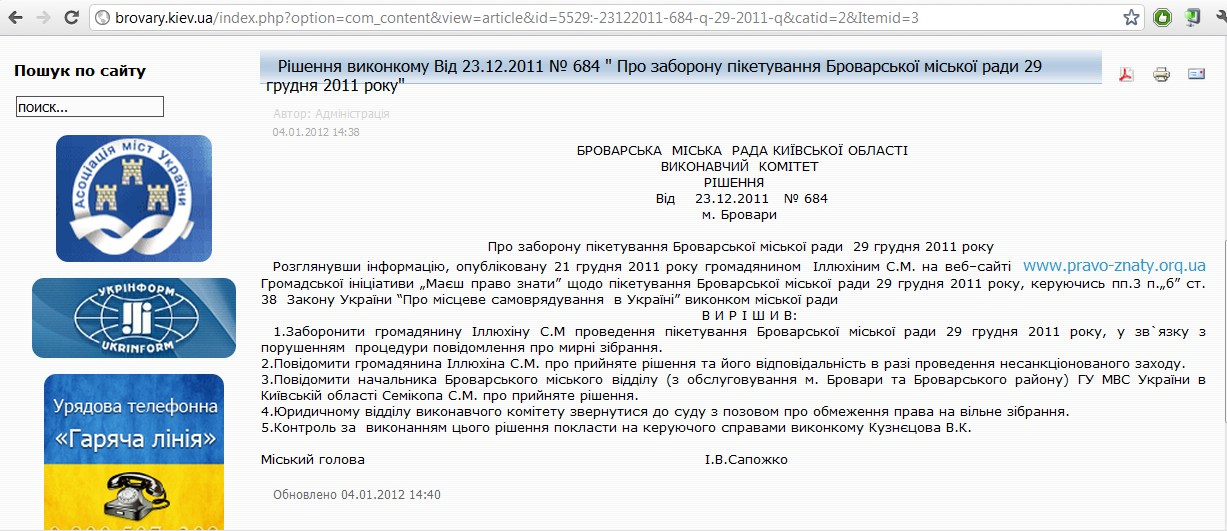 brovary.kiev.ua/index.php?option=com_content&view=article&id=5529:-23122011-684-q-29-2011-q&catid=2&Itemid=3
Пошук по сайту
поиск...
Асоціація міст України
УКРІНФОРМ
UKRINFORM
Урядова телефонна
«Гаряча лінія»
Рішення виконкому Від 23.12.2011 № 684 " Про заборону пікетування Броварської міської ради 29
грудня 2011 року"
Автор: Адміністрація
04.01.2012 14:38
БРОВАРСЬКА МІСЬКА РАДА КИЇВСЬКОЇ ОБЛАСТІ
ВИКОНАВЧИЙ КОМІТЕТ
РІШЕННЯ
Від 23.12.2011 № 684
м. Бровари
Про заборону пікетування Броварської міської ради 29 грудня 2011 року
Розглянувши інформацію, опубліковану 21 грудня 2011 року громадянином Іллюхіним С.М. на веб–сайті www.pravo-znaty.orq.ua
Громадської ініціативи „Маєш право знати” щодо пікетування Броварської міської ради 29 грудня 2011 року, керуючись пп.3 п.„б” ст.
38 Закону України “Про місцеве самоврядування в Україні” виконком міської ради
В И Р І Ш И В:
1.Заборонити громадянину Іллюхіну С.М проведення пікетування Броварської міської ради 29 грудня 2011 року, у зв`язку з
порушенням процедури повідомлення про мирні зібрання.
2.Повідомити громадянина Іллюхіна С.М. про прийняте рішення та його відповідальність в разі проведення несанкціонованого заходу.
3.Повідомити начальника Броварського міського відділу (з обслуговування м. Бровари та Броварського району) ГУ МВС України в
Київській області Семікопа С.М. про прийняте рішення.
4.Юридичному відділу виконавчого комітету звернутися до суду з позовом про обмеження права на вільне зібрання.
5.Контроль за виконанням цього рішення покласти на керуючого справами виконкому Кузнєцова В.К.
Міський голова І.В.Сапожко
Обновлено 04.01.2012 14:40